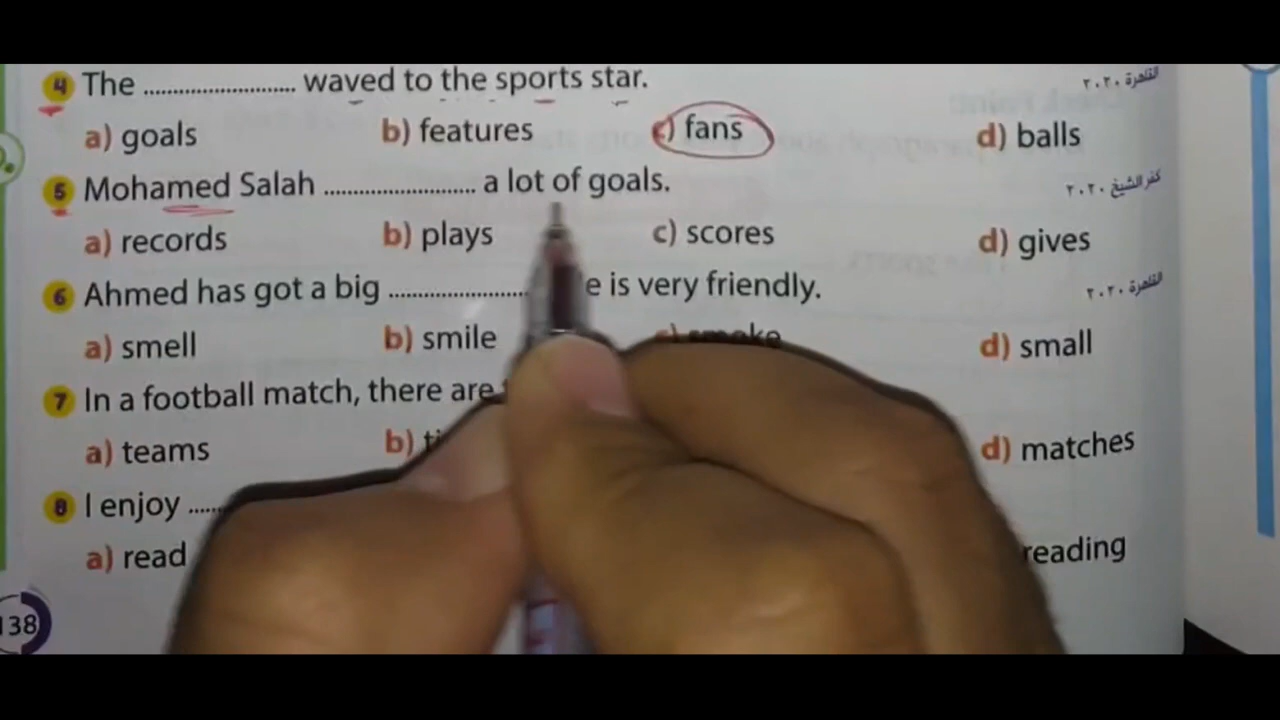 4 The .......................... waved to the sports star. القاهرة ٢٠٢٠
a) goals b) features c) fans d) balls
5 Mohamed Salah .......................... a lot of goals. كفر الشيخ ٢٠٢٠
a) records b) plays c) scores d) gives
6 Ahmed has got a big ........................ e is very friendly. القاهرة ٢٠٢٠
a) smell b) smile c) smoke d) small
7 In a football match, there are
a) teams b) d) matches
8 I enjoy ......
a) read reading
138